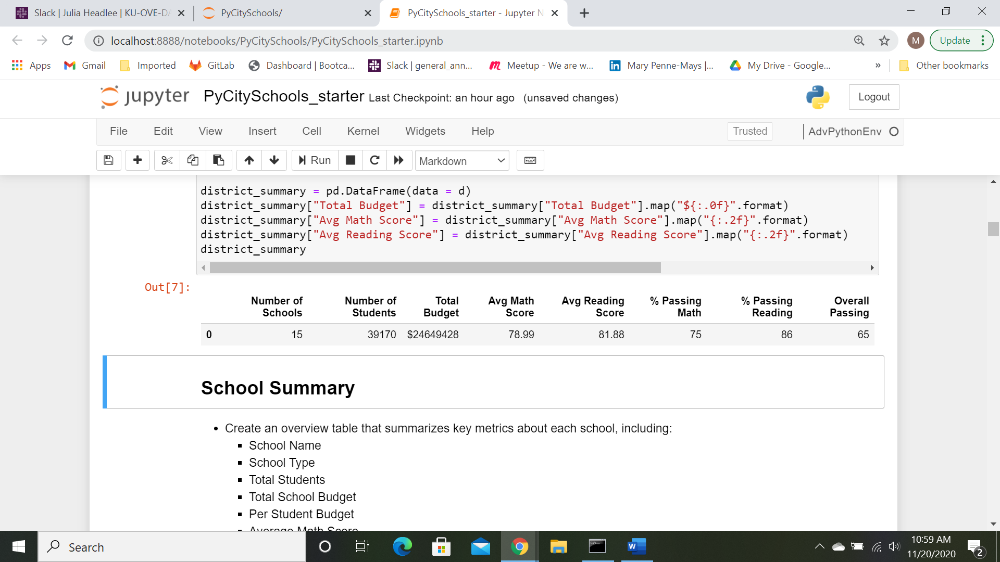 Slack | Julia Headlee | KU-OVE-DA
PyCitySchools/
PyCitySchools_starter - Jupyter N
localhost:8888/notebooks/PyCitySchools/PyCitySchools_starter.ipynb
M
Update
Apps
Gmail
Imported
GitLab
Dashboard | Bootca...
Slack | general_ann...
Meetup - We are w...
Mary Penne-Mays |...
My Drive - Google...
»
Other bookmarks
jupyter PyCitySchools_starter Last Checkpoint: an hour ago (unsaved changes)
Logout
File Edit View Insert Cell Kernel Widgets Help
Trusted
AdvPythonEnv
Run
Markdown
district_summary = pd.DataFrame(data = d)
district_summary["Total Budget"] = district_summary["Total Budget"].map("${:.0f}".format)
district_summary["Avg Math Score"] = district_summary["Avg Math Score"].map("{:.2f}".format)
district_summary["Avg Reading Score"] = district_summary["Avg Reading Score"].map("{:.2f}".format)
district_summary
Out[7]:
Number of Schools Number of Students Total Budget Avg Math Score Avg Reading Score % Passing Math % Passing Reading Overall Passing
0 15 39170 $24649428 78.99 81.88 75 86 65
School Summary
• Create an overview table that summarizes key metrics about each school, including:
▪ School Name
▪ School Type
▪ Total Students
▪ Total School Budget
▪ Per Student Budget
▪ Average Math Score
Search
10:59 AM
11/20/2020
2